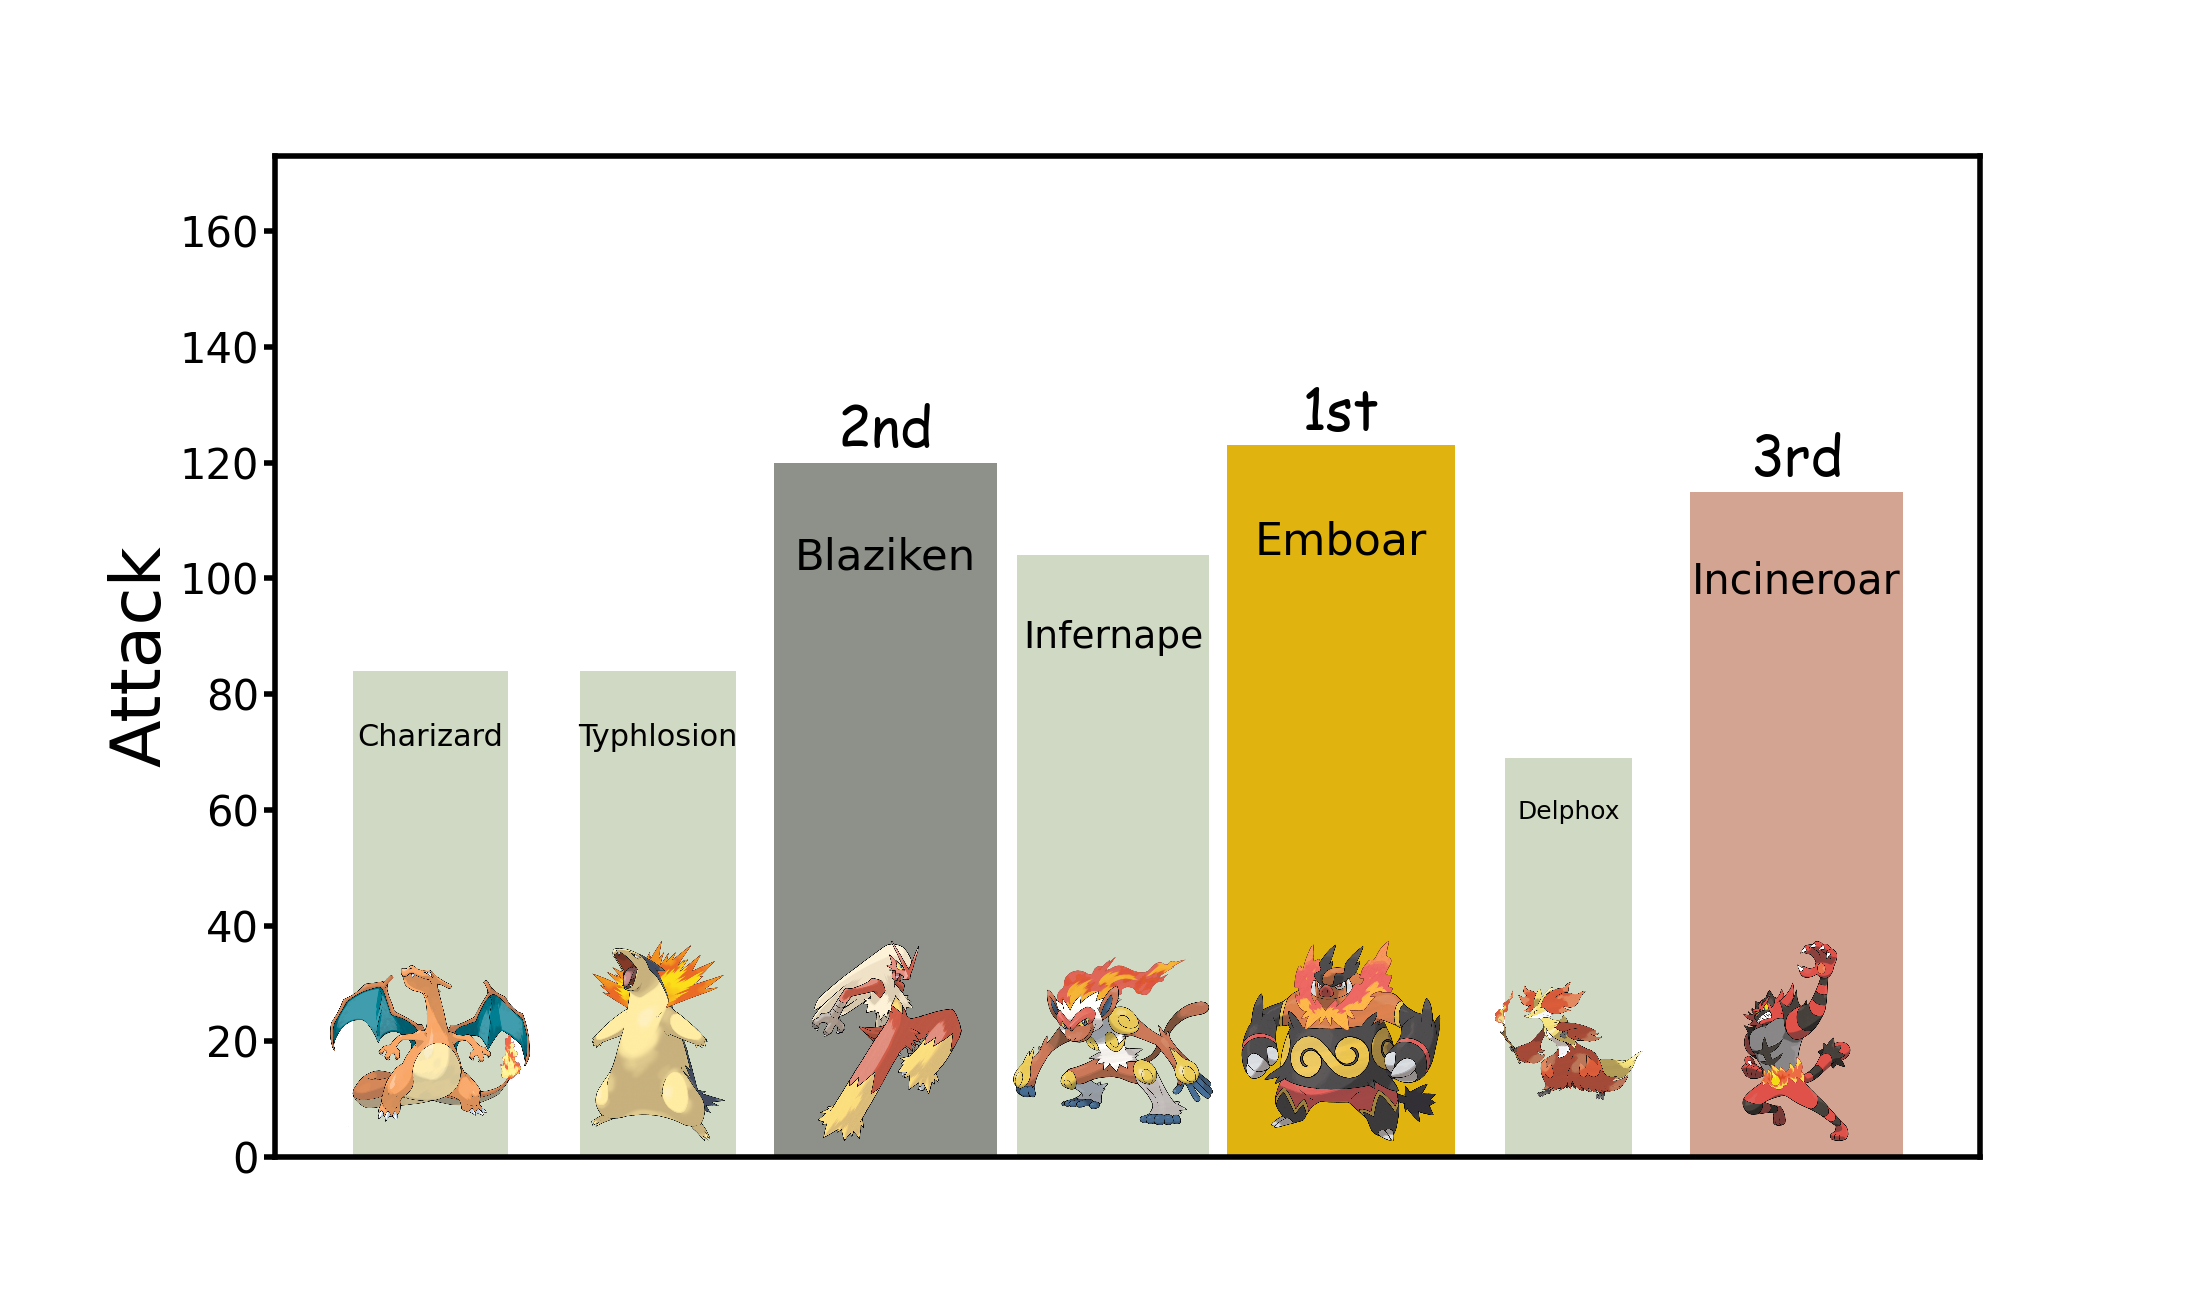 Attack
160
140
120
100
80
60
40
20
0
Charizard
Typhlosion
2nd
Blaziken
Infernape
1st
Emboar
Delphox
3rd
Incineroar